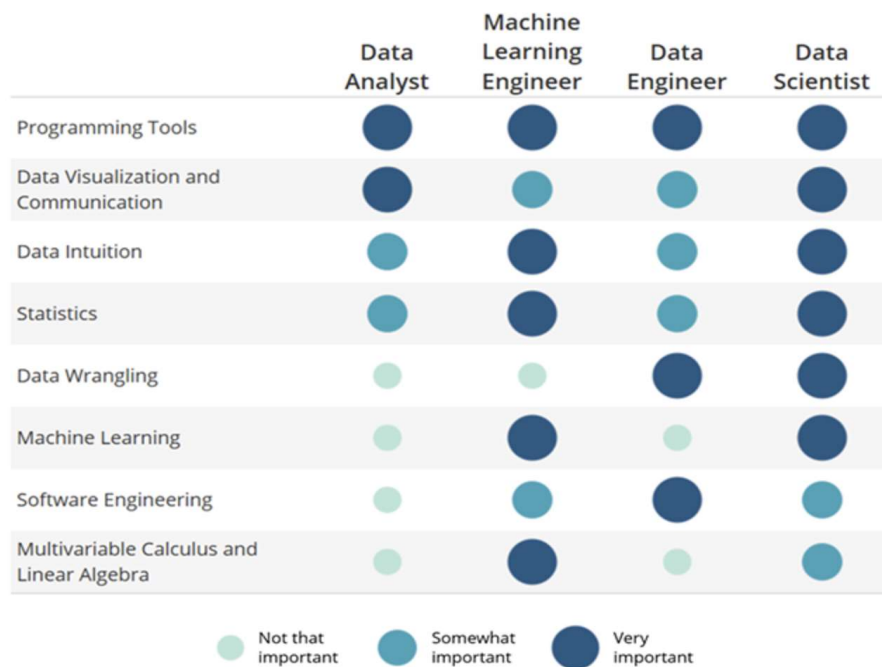 Data Analyst
Machine Learning Engineer
Data Engineer
Data Scientist
Programming Tools
Data Visualization and
Communication
Data Intuition
Statistics
Data Wrangling
Machine Learning
Software Engineering
Multivariable Calculus and
Linear Algebra
Not that
important
Somewhat
important
Very
important